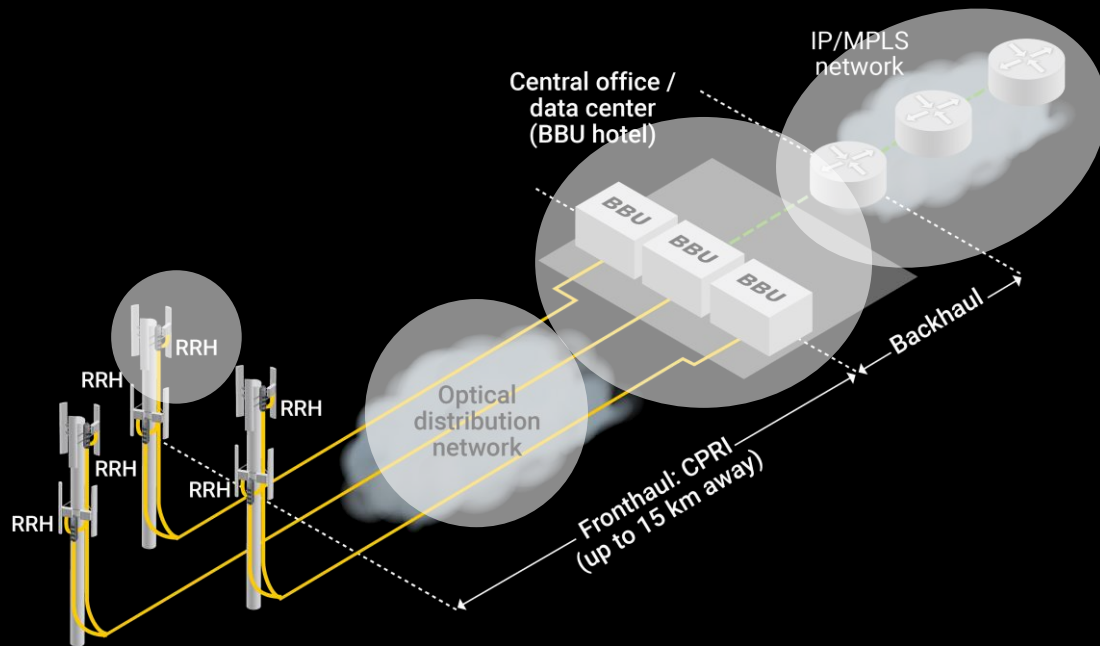 IP/MPLS
network
Central office /
data center
(BBU hotel)
BBU
BBU
BBU
Backhaul
RRH
RRH
RRH
Optical
distribution
network
RRH
RRH
RRH
Fronthaul: CPRI
(up to 15 km away)